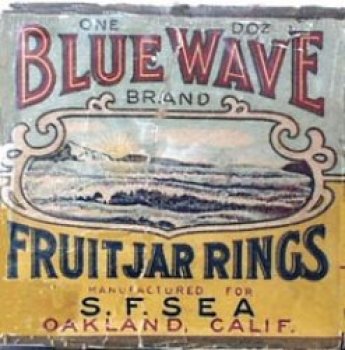 ONE DOZ
BLUE WAVE
BRAND
FRUIT JAR RINGS
MANUFACTURED FOR
S. F. SEA
OAKLAND, CALIF.